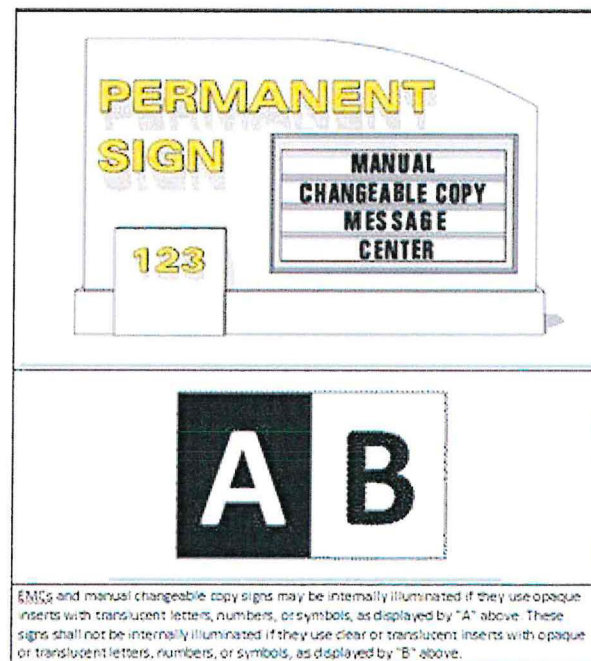 PERMANENT
SIGN
MANUAL
CHANGEABLE COPY
MESSAGE
CENTER
123
A B
EMCs and manual changeable copy signs may be internally illuminated if they use opaque
inserts with translucent letters, numbers, or symbols, as displayed by "A" above. These
signs shall not be internally illuminated if they use clear or translucent inserts with opaque
or translucent letters, numbers, or symbols, as displayed by "B" above.